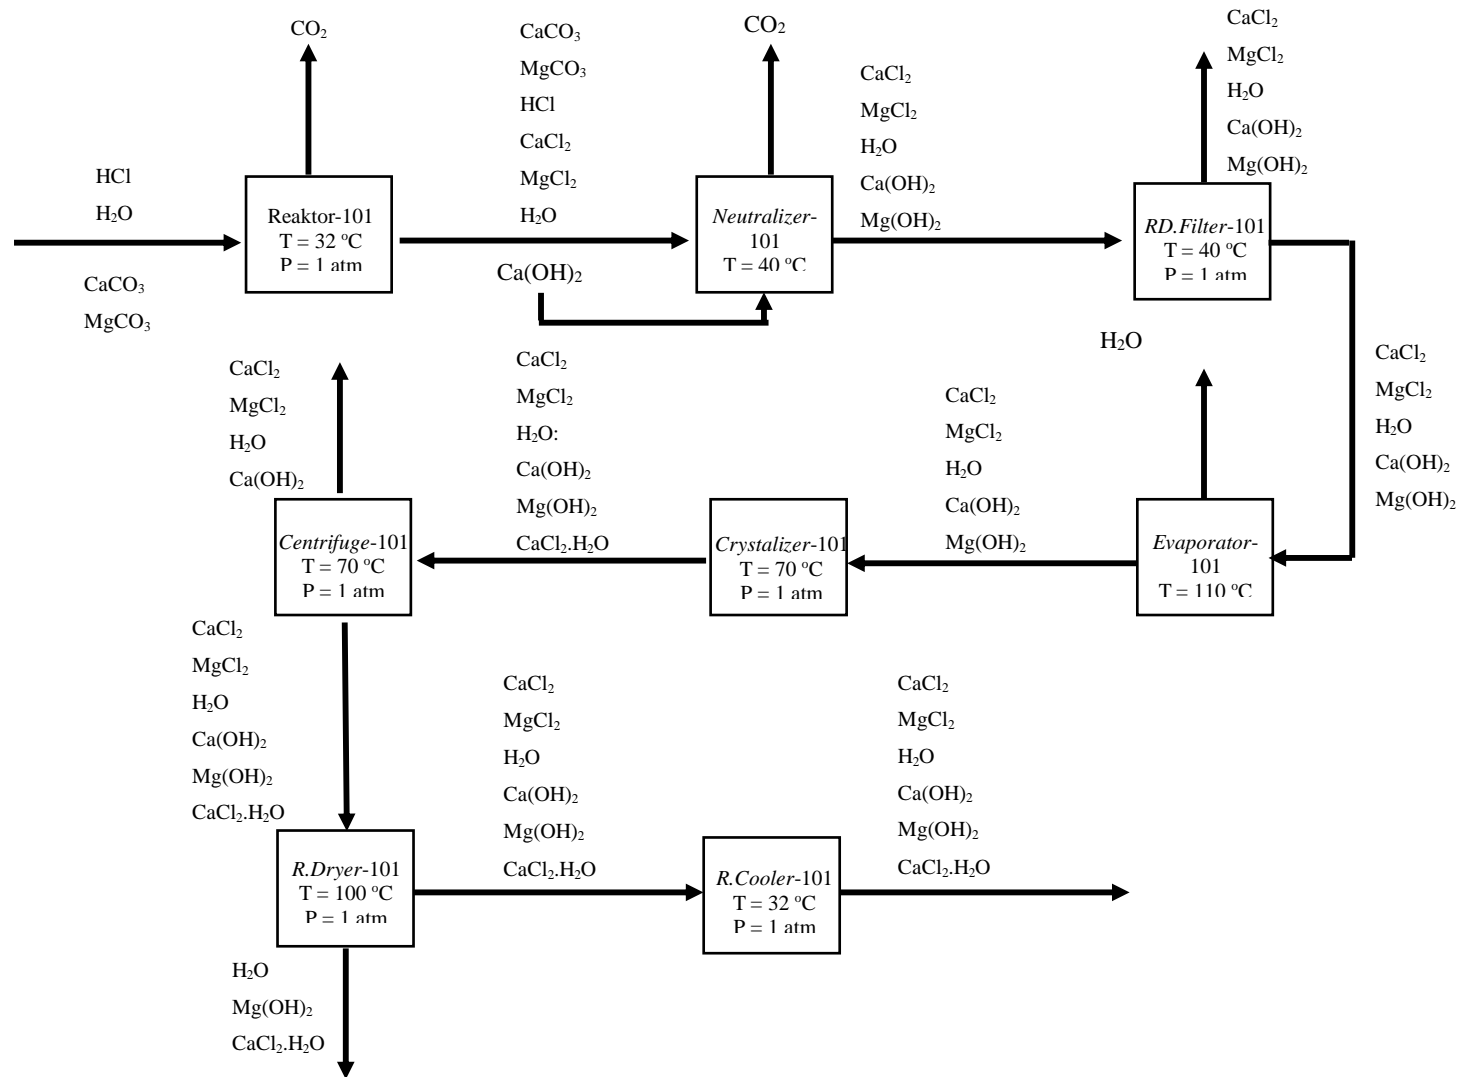 CO₂
CaCO₃
MgCO₃
HCl
CaCl₂
MgCl₂
H₂O
CO₂
CaCl₂
MgCl₂
H₂O
Ca(OH)₂
Mg(OH)₂
CaCl₂
MgCl₂
H₂O
Ca(OH)₂
Mg(OH)₂
HCl
H₂O
CaCO₃
MgCO₃
Reaktor-101
T = 32 ºC
P = 1 atm
Ca(OH)₂
Neutralizer-
101
T = 40 ºC
RD.Filter-101
T = 40 ºC
P = 1 atm
CaCl₂
MgCl₂
H₂O
Ca(OH)₂
Mg(OH)₂
H₂O
Evaporator-
101
T = 110 ºC
CaCl₂
MgCl₂
H₂O
Ca(OH)₂
Mg(OH)₂
Crystalizer-101
T = 70 ºC
P = 1 atm
CaCl₂
MgCl₂
H₂O:
Ca(OH)₂
Mg(OH)₂
CaCl₂.H₂O
CaCl₂
MgCl₂
H₂O
Ca(OH)₂
Centrifuge-101
T = 70 ºC
P = 1 atm
CaCl₂
MgCl₂
H₂O
Ca(OH)₂
Mg(OH)₂
CaCl₂.H₂O
R.Dryer-101
T = 100 ºC
P = 1 atm
H₂O
Mg(OH)₂
CaCl₂.H₂O
CaCl₂
MgCl₂
H₂O
Ca(OH)₂
Mg(OH)₂
CaCl₂.H₂O
R.Cooler-101
T = 32 ºC
P = 1 atm
CaCl₂
MgCl₂
H₂O
Ca(OH)₂
Mg(OH)₂
CaCl₂.H₂O